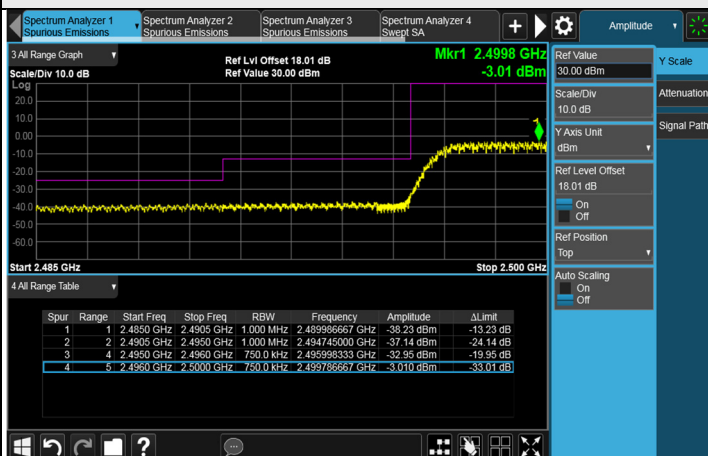 Spectrum Analyzer 1
Spurious Emissions
Spectrum Analyzer 2
Spurious Emissions
Spectrum Analyzer 3
Spurious Emissions
Spectrum Analyzer 4
Swept SA
Amplitude
3 All Range Graph
Scale/Div 10.0 dB
Ref Lvl Offset 18.01 dB
Ref Value 30.00 dBm
Mkr1 2.4998 GHz
-3.01 dBm
Log
20.0
10.0
0.00
-10.0
-20.0
-30.0
-40.0
-50.0
-60.0
1
Start 2.485 GHz
Stop 2.500 GHz
4 All Range Table
Spur Range Start Freq Stop Freq RBW Frequency Amplitude ΔLimit
1 1 2.4850 GHz 2.4905 GHz 1.000 MHz 2.489986667 GHz -38.23 dBm -13.23 dB
2 2 2.4905 GHz 2.4950 GHz 1.000 MHz 2.494745000 GHz -37.14 dBm -24.14 dB
3 4 2.4950 GHz 2.4960 GHz 750.0 kHz 2.495998333 GHz -32.95 dBm -19.95 dB
4 5 2.4960 GHz 2.5000 GHz 750.0 kHz 2.499786667 GHz -3.010 dBm -33.01 dB
Ref Value
30.00 dBm
Scale/Div
10.0 dB
Y Axis Unit
dBm
Ref Level Offset
18.01 dB
On
Off
Ref Position
Top
Auto Scaling
On
Off
Y Scale
Attenuation
Signal Path
?